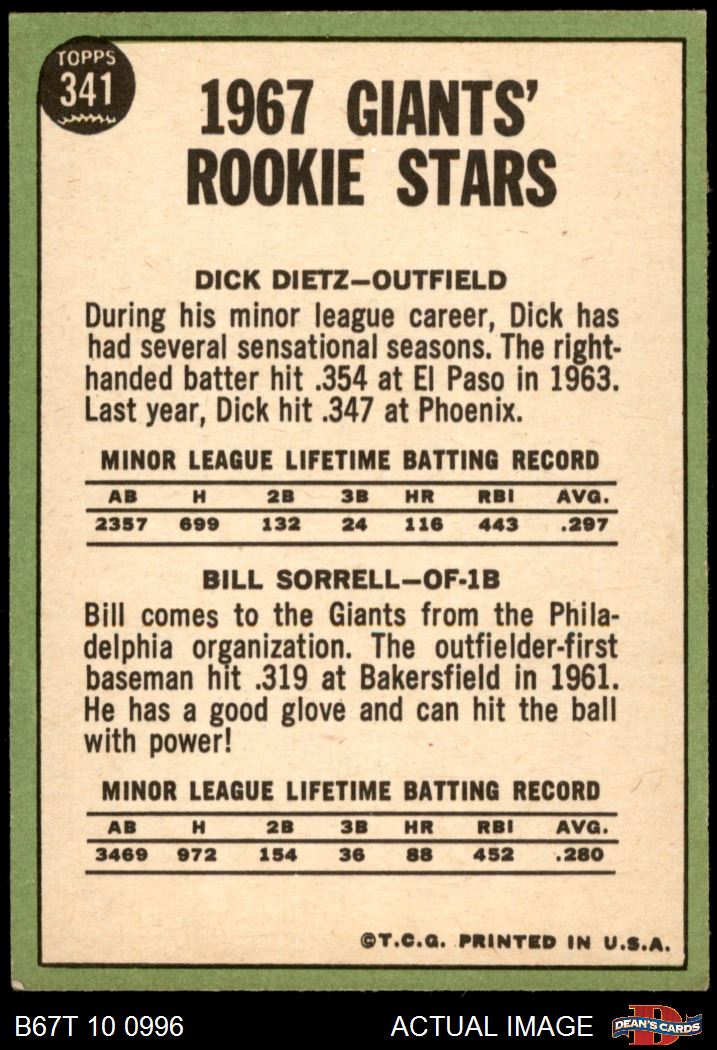 TOPPS
341
1967 GIANTS'
ROOKIE STARS
DICK DIETZ—OUTFIELD
During his minor league career, Dick has
had several sensational seasons. The right-
handed batter hit .354 at El Paso in 1963.
Last year, Dick hit .347 at Phoenix.
MINOR LEAGUE LIFETIME BATTING RECORD
AB H 2B 3B HR RBI AVG.
2357 699 132 24 116 443 .297
BILL SORRELL—OF-1B
Bill comes to the Giants from the Phila-
delphia organization. The outfielder-first
baseman hit .319 at Bakersfield in 1961.
He has a good glove and can hit the ball
with power!
MINOR LEAGUE LIFETIME BATTING RECORD
AB H 2B 3B HR RBI AVG.
3469 972 154 36 88 452 .280
©T.C.G. PRINTED IN U.S.A.
B67T 10 0996 ACTUAL IMAGE DEAN'S CARDS